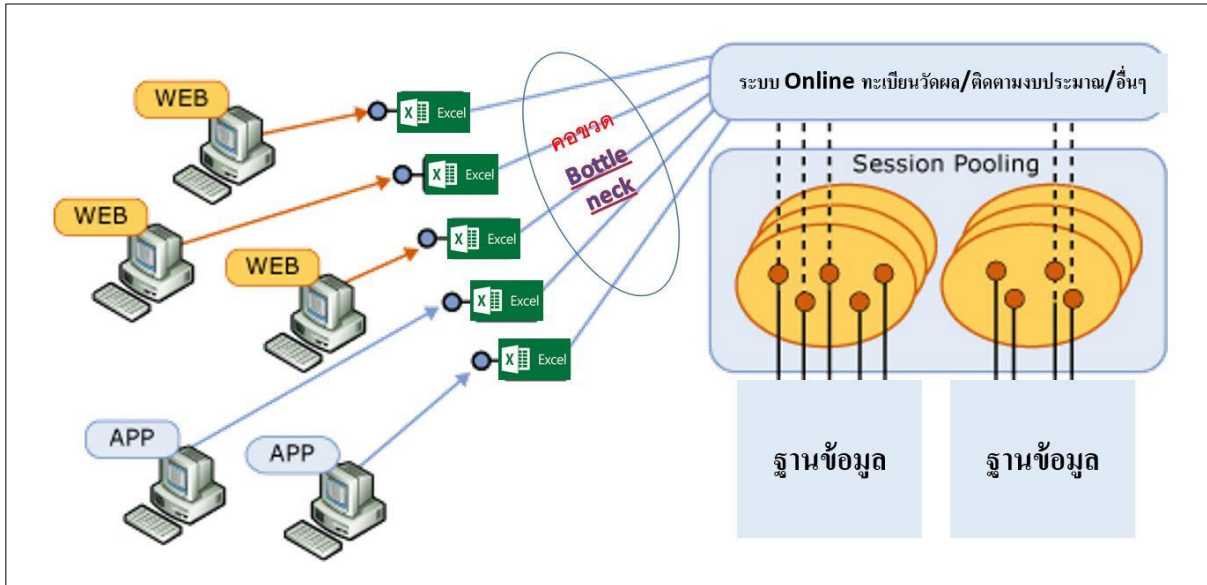 WEB
Excel
WEB
Excel
WEB
Excel
APP
Excel
APP
Excel
คอขวด
Bottle
neck
ระบบ Online ทะเบียนวัดผล/ติดตามงบประมาณ/อื่นๆ
Session Pooling
ฐานข้อมูล
ฐานข้อมูล